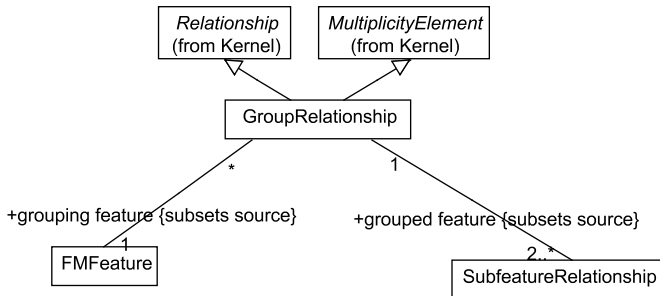 Relationship
(from Kernel)
MultiplicityElement
(from Kernel)
GroupRelationship
*
1
+grouping feature {subsets source}
+grouped feature {subsets source}
1
2..*
FMFeature
SubfeatureRelationship